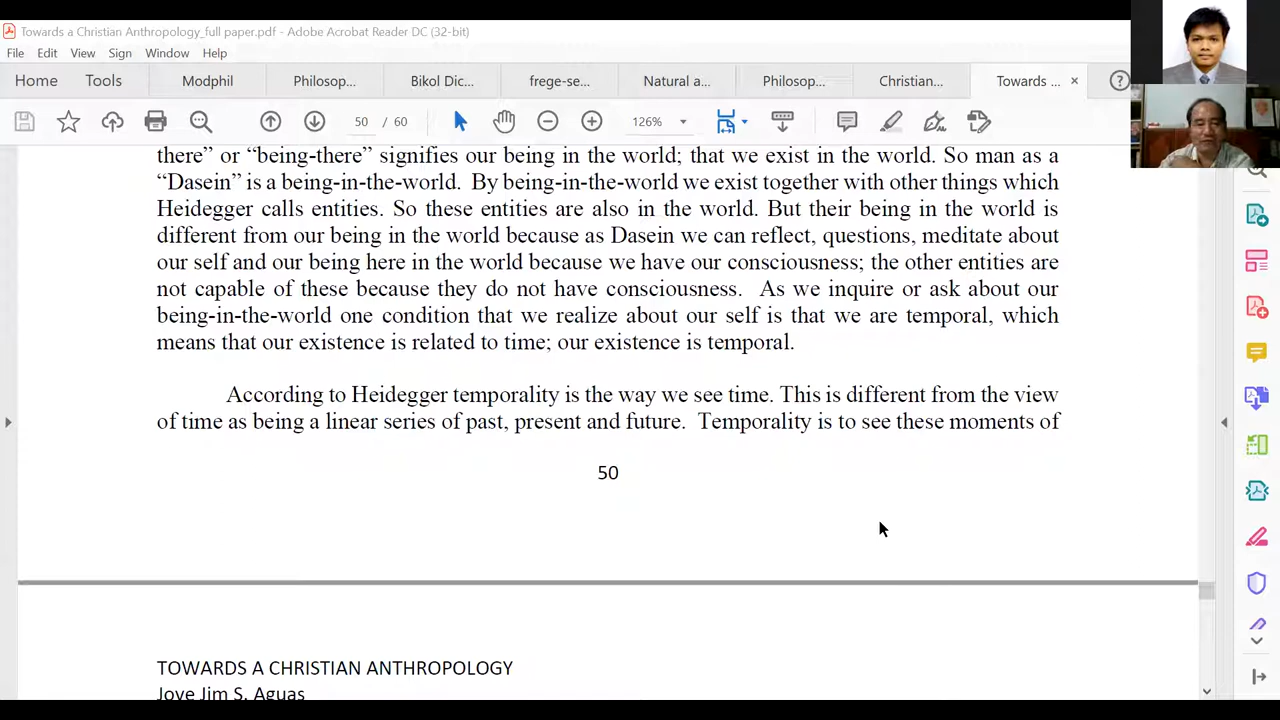 Towards a Christian Anthropology_full paper.pdf - Adobe Acrobat Reader DC (32-bit)
File Edit View Sign Window Help
Home Tools Modphil Philosop... Bikol Dic... frege-se... Natural a... Philosop... Christian... Towards ... ×
50 / 60 126%
there” or “being-there” signifies our being in the world; that we exist in the world. So man as a
“Dasein” is a being-in-the-world. By being-in-the-world we exist together with other things which
Heidegger calls entities. So these entities are also in the world. But their being in the world is
different from our being in the world because as Dasein we can reflect, questions, meditate about
our self and our being here in the world because we have our consciousness; the other entities are
not capable of these because they do not have consciousness. As we inquire or ask about our
being-in-the-world one condition that we realize about our self is that we are temporal, which
means that our existence is related to time; our existence is temporal.
According to Heidegger temporality is the way we see time. This is different from the view
of time as being a linear series of past, present and future. Temporality is to see these moments of
50
TOWARDS A CHRISTIAN ANTHROPOLOGY
Jove Jim S. Aguas